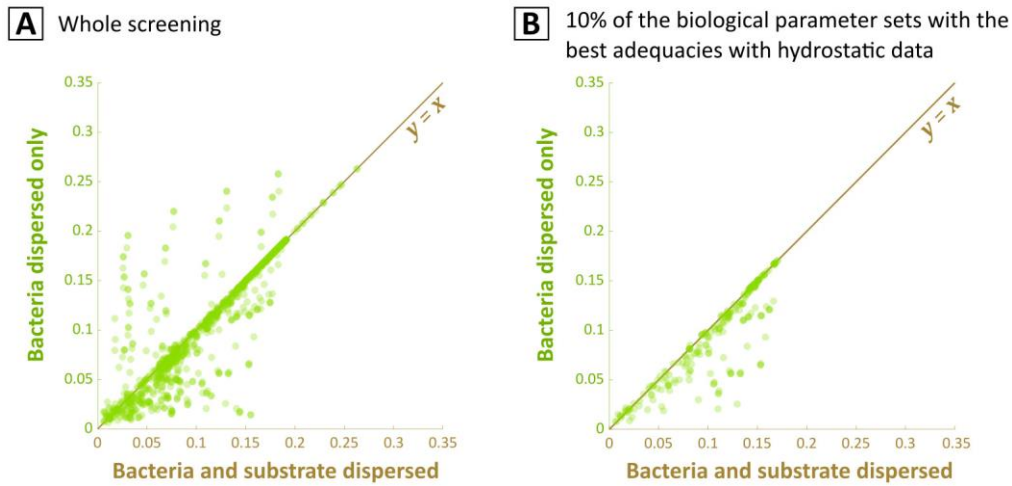 A Whole screening
0.35
0.3
0.25
0.2
0.15
0.1
0.05
0
0 0.05 0.1 0.15 0.2 0.25 0.3 0.35
Bacteria dispersed only
Bacteria and substrate dispersed
y = x
B 10% of the biological parameter sets with the
best adequacies with hydrostatic data
0.35
0.3
0.25
0.2
0.15
0.1
0.05
0
0 0.05 0.1 0.15 0.2 0.25 0.3 0.35
Bacteria dispersed only
Bacteria and substrate dispersed
y = x